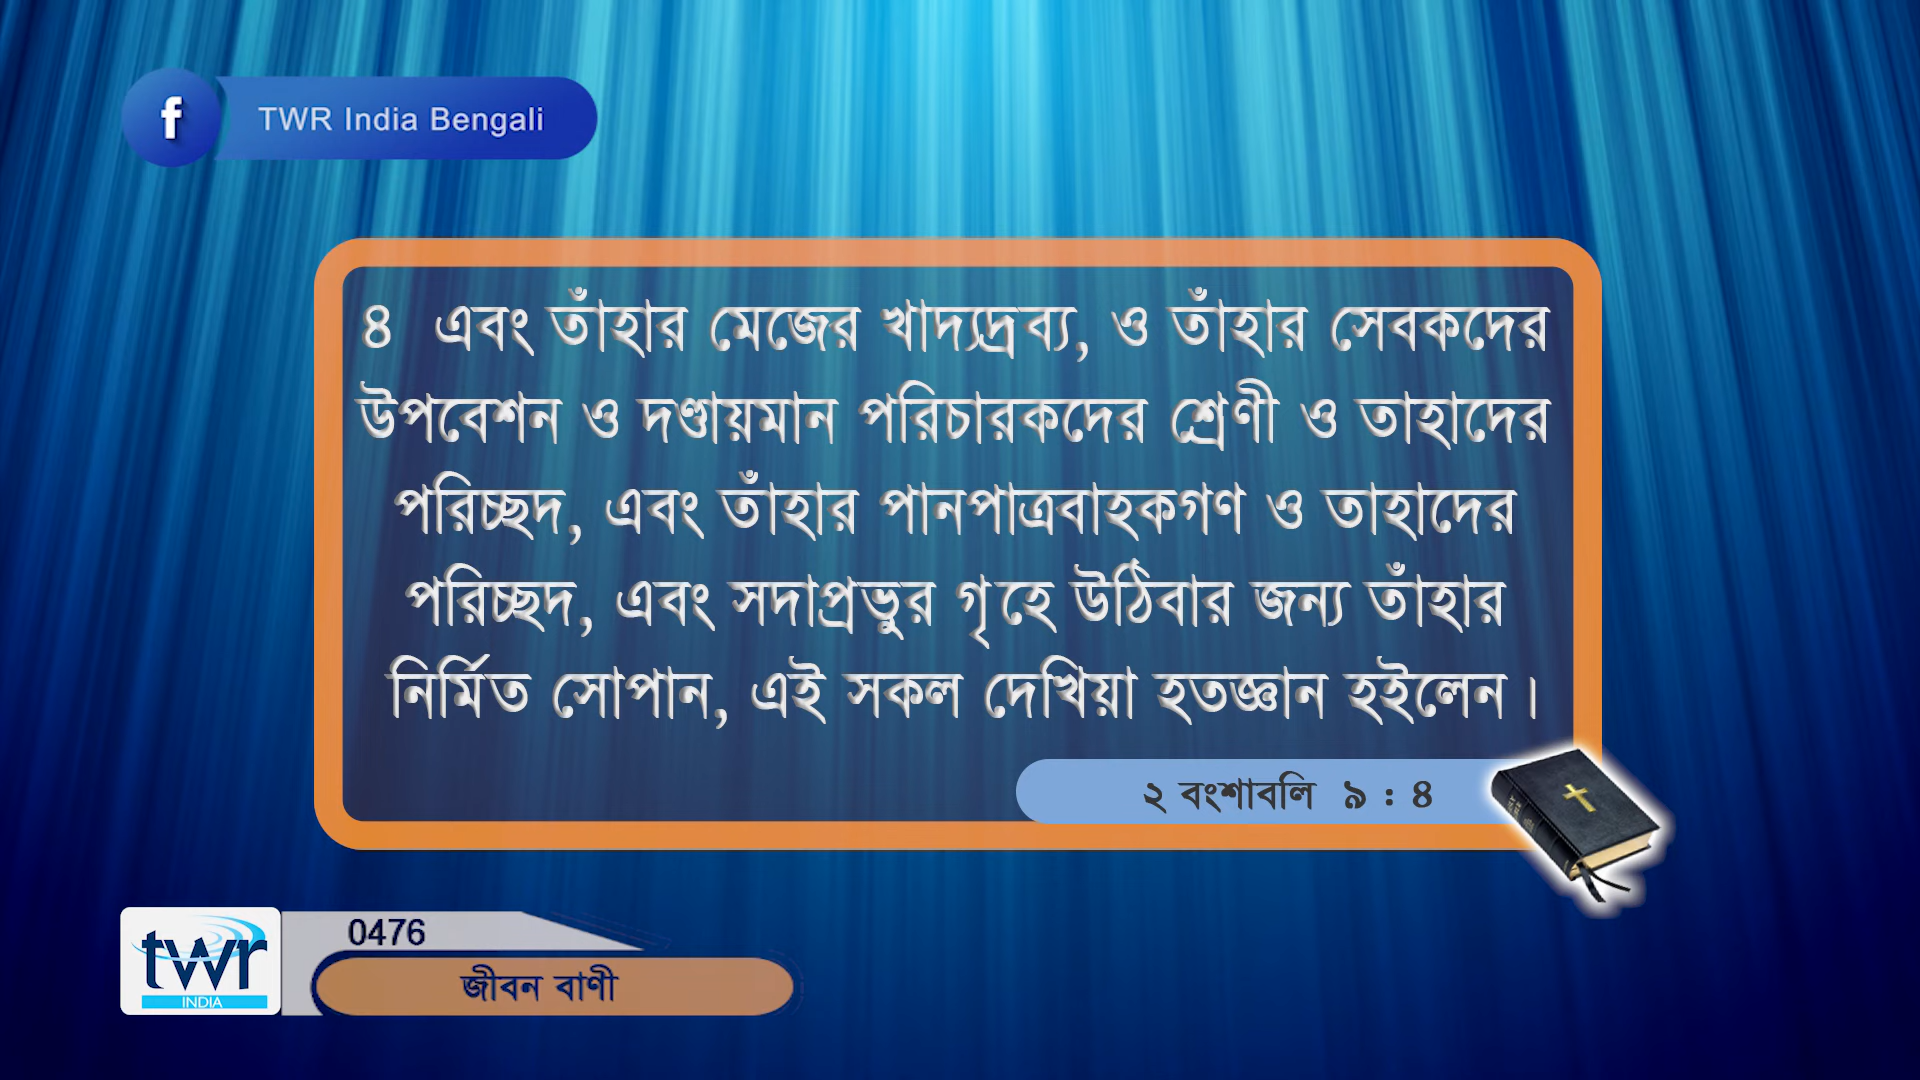 f
TWR India Bengali
৪ এবং তাঁহার মেজের খাদ্যদ্রব্য, ও তাঁহার সেবকদের
উপবেশন ও দণ্ডায়মান পরিচারকদের শ্রেণী ও তাহাদের
পরিচ্ছদ, এবং তাঁহার পানপাত্রবাহকগণ ও তাহাদের
পরিচ্ছদ, এবং সদাপ্রভুর গৃহে উঠিবার জন্য তাঁহার
নির্মিত সোপান, এই সকল দেখিয়া হতজ্ঞান হইলেন।
২ বংশাবলি ৯ : ৪
0476
twr
INDIA
জীবন বাণী